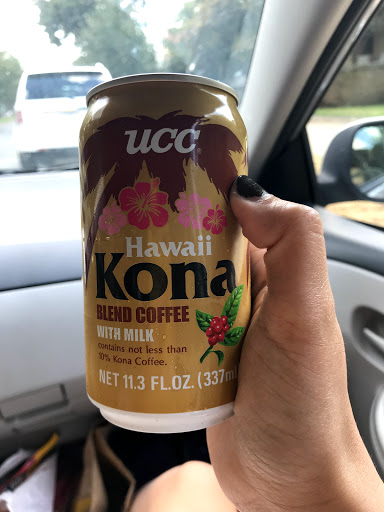 UCC
Hawaii
Kona
BLEND COFFEE
WITH MILK
contains not less than
10% Kona Coffee.
NET 11.3 FL.OZ. (337m